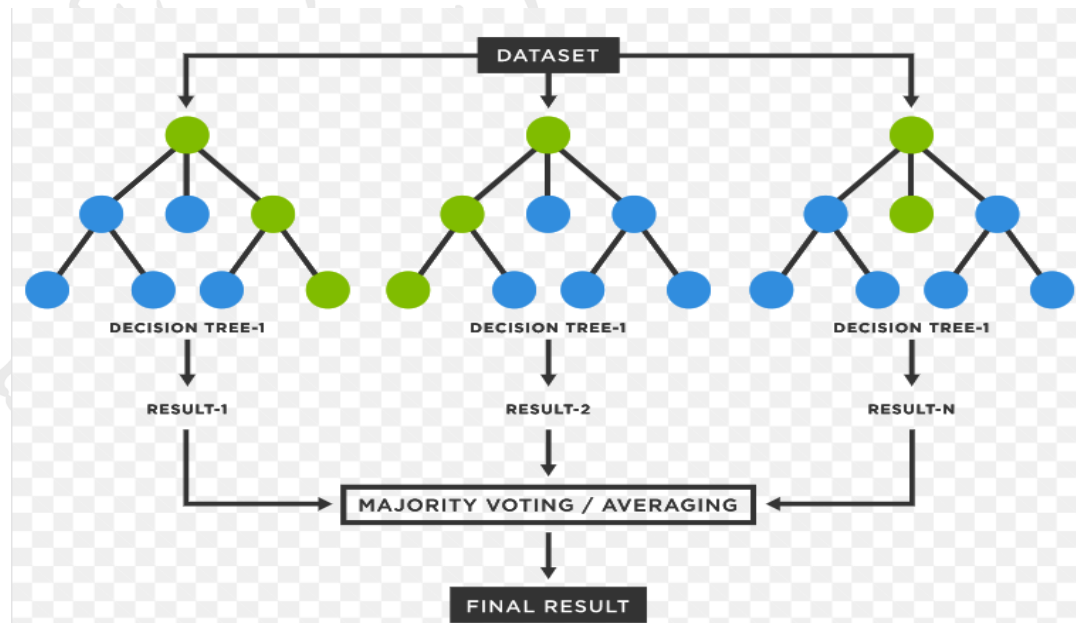 DATASET
DECISION TREE-1
DECISION TREE-1
DECISION TREE-1
RESULT-1
RESULT-2
RESULT-N
MAJORITY VOTING / AVERAGING
FINAL RESULT